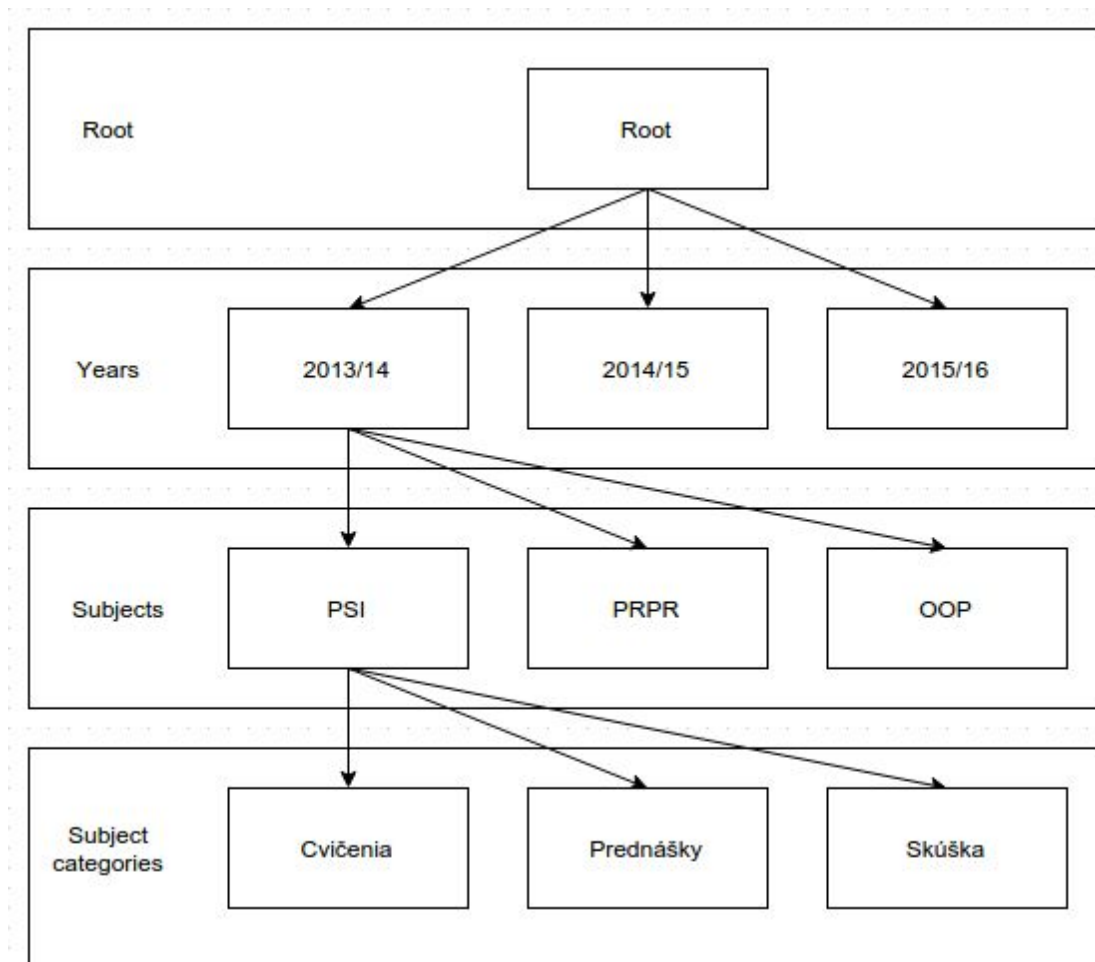 Root
Root
Years
2013/14
2014/15
2015/16
Subjects
PSI
PRPR
OOP
Subject
categories
Cvičenia
Prednášky
Skúška